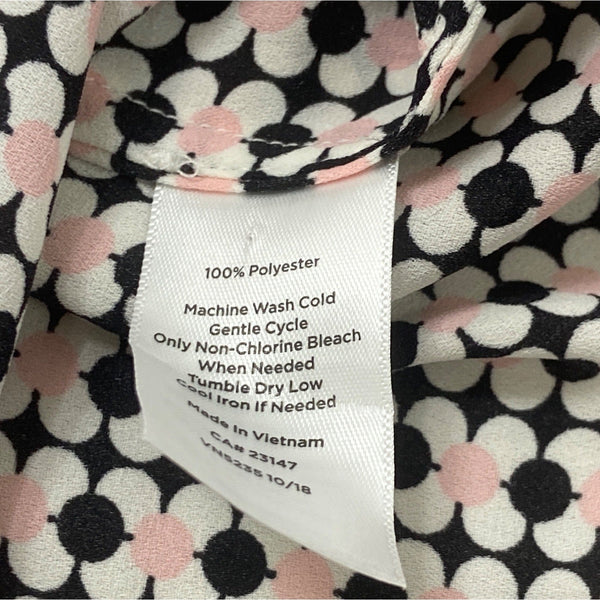 100% Polyester
Machine Wash Cold
Gentle Cycle
Only Non-Chlorine Bleach
When Needed
Tumble Dry Low
Cool Iron If Needed
Made In Vietnam
CA# 23147
VN5235 10/18